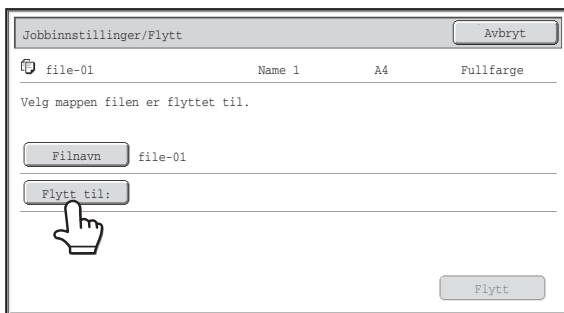 Jobbinnstillinger/Flytt Avbryt
file-01 Name 1 A4 Fullfarge
Velg mappen filen er flyttet til.
Filnavn file-01
Flytt til:
Flytt